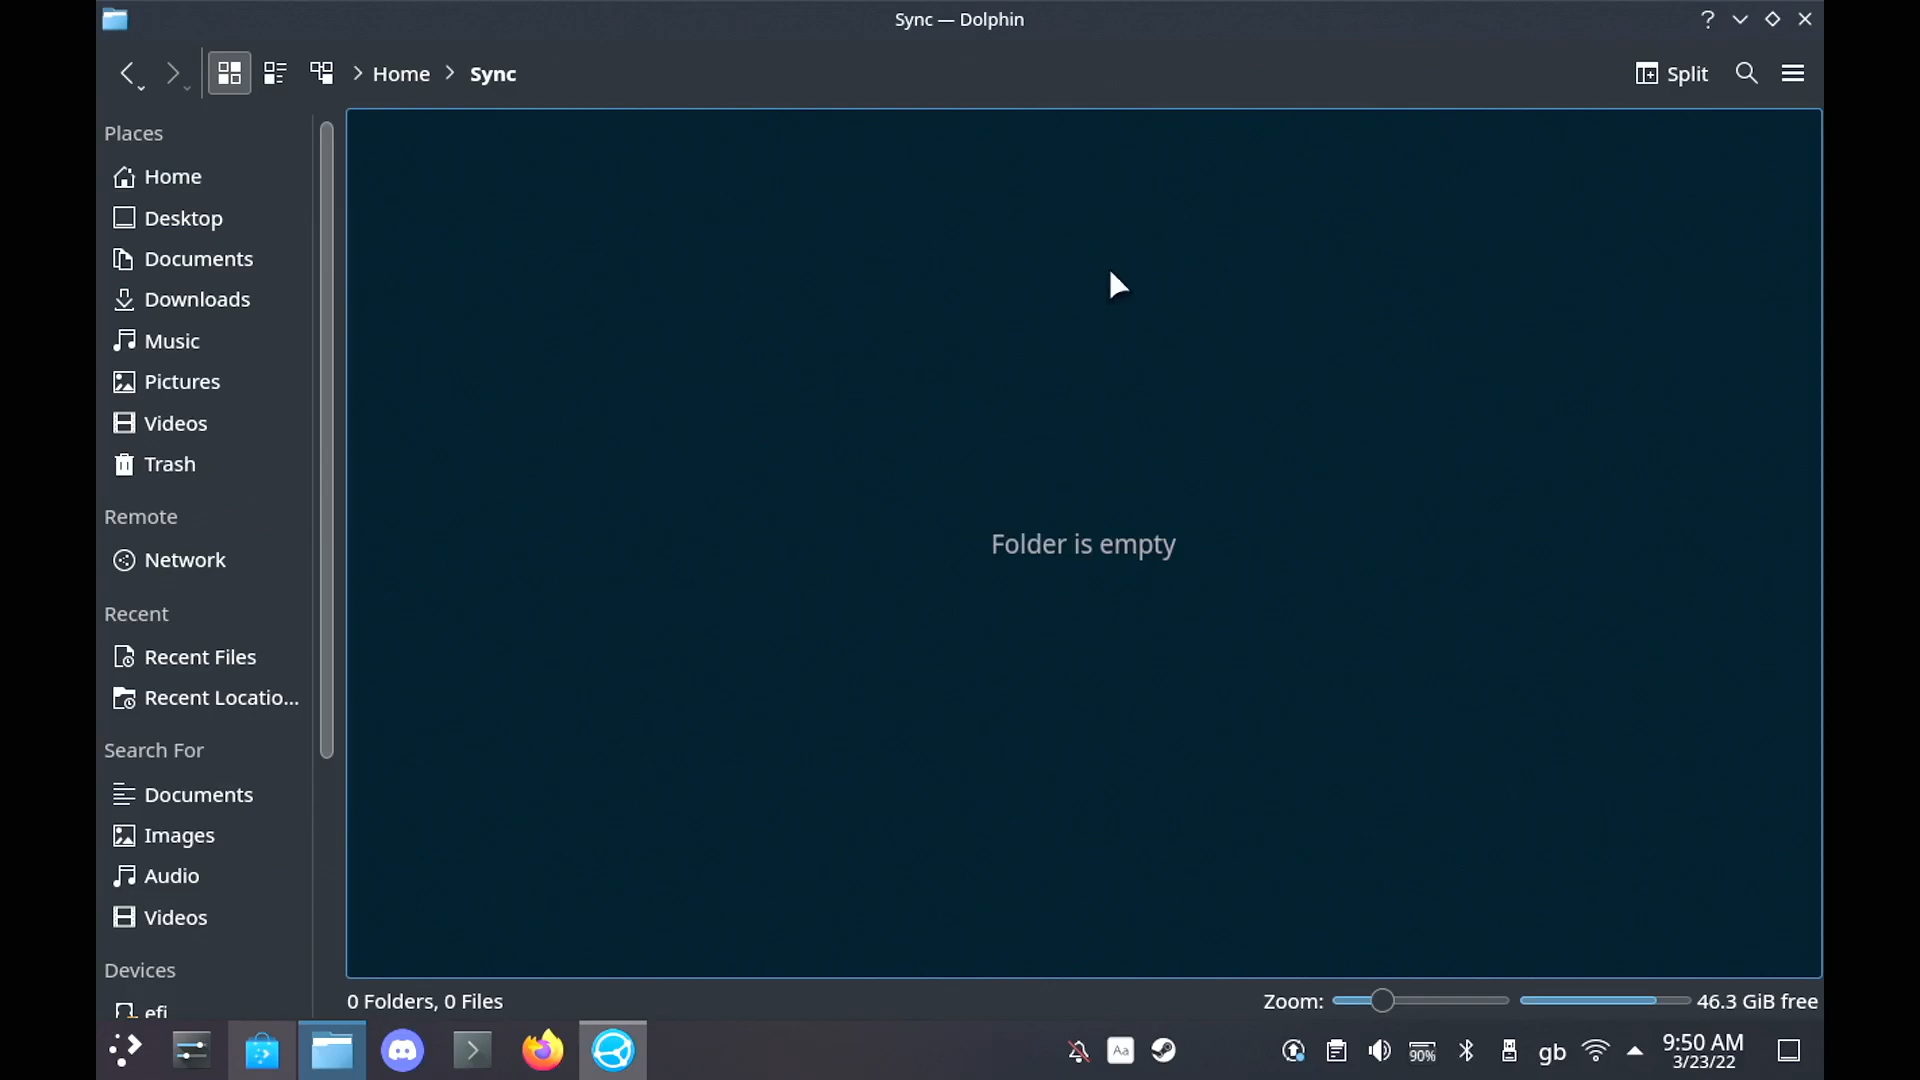 Sync — Dolphin
Home
Sync
Split
Places
Home
Desktop
Documents
Downloads
Music
Pictures
Videos
Trash
Remote
Network
Recent
Recent Files
Recent Locatio...
Search For
Documents
Images
Audio
Videos
Devices
efi
Folder is empty
0 Folders, 0 Files
Zoom:
46.3 GiB free
Aa
90%
gb
9:50 AM
3/23/22